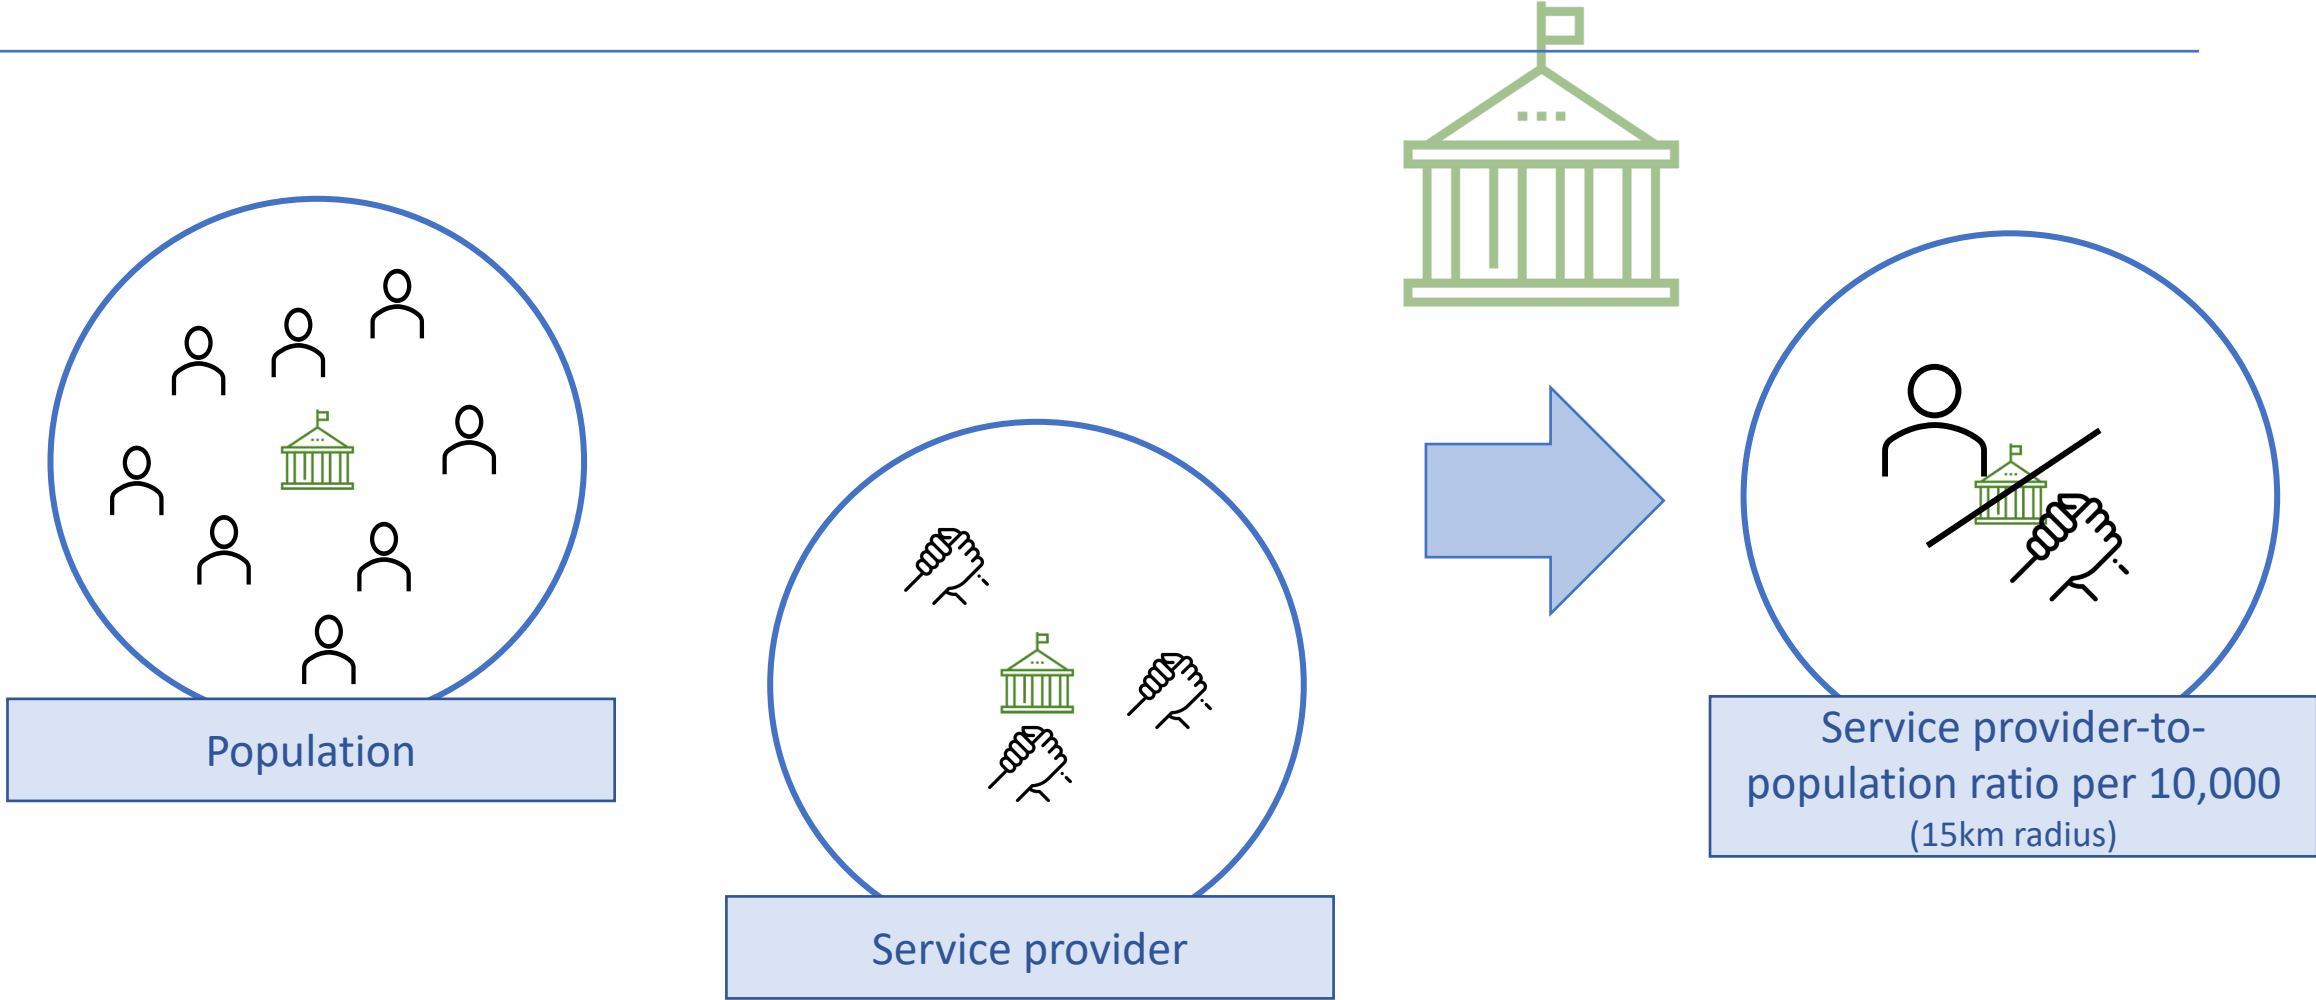 Population
Service provider
Service provider-to-
population ratio per 10,000
(15km radius)